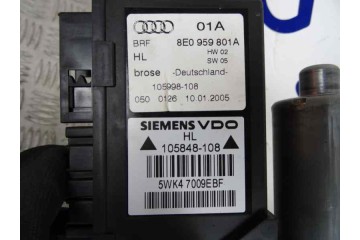 01A
BRF 8E0 959 801A
HL HW 02
SW 05
brose -Deutschland-
105998-108
050 0126 10.01.2005
SIEMENS VDO
HL
105848-108
5WK4 7009EBF